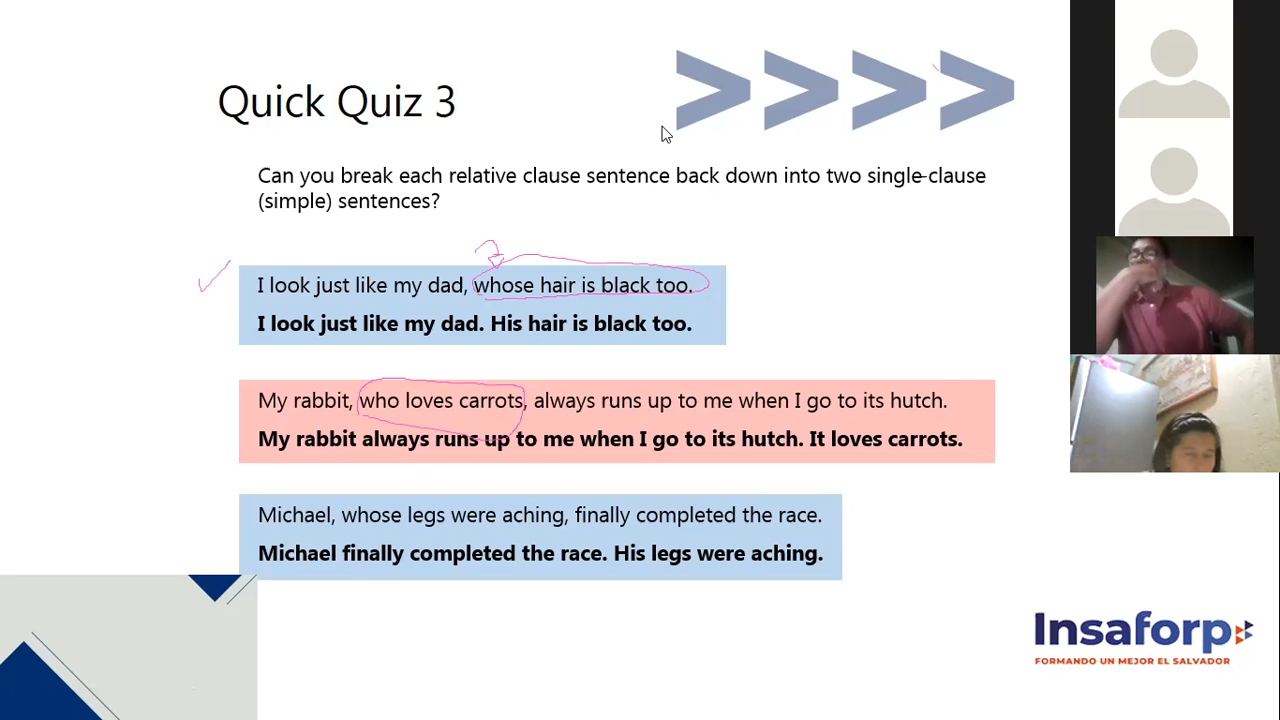 Quick Quiz 3
Can you break each relative clause sentence back down into two single-clause
(simple) sentences?
I look just like my dad, whose hair is black too.
I look just like my dad. His hair is black too.
My rabbit, who loves carrots, always runs up to me when I go to its hutch.
My rabbit always runs up to me when I go to its hutch. It loves carrots.
Michael, whose legs were aching, finally completed the race.
Michael finally completed the race. His legs were aching.
Insaforp
FORMANDO UN MEJOR EL SALVADOR